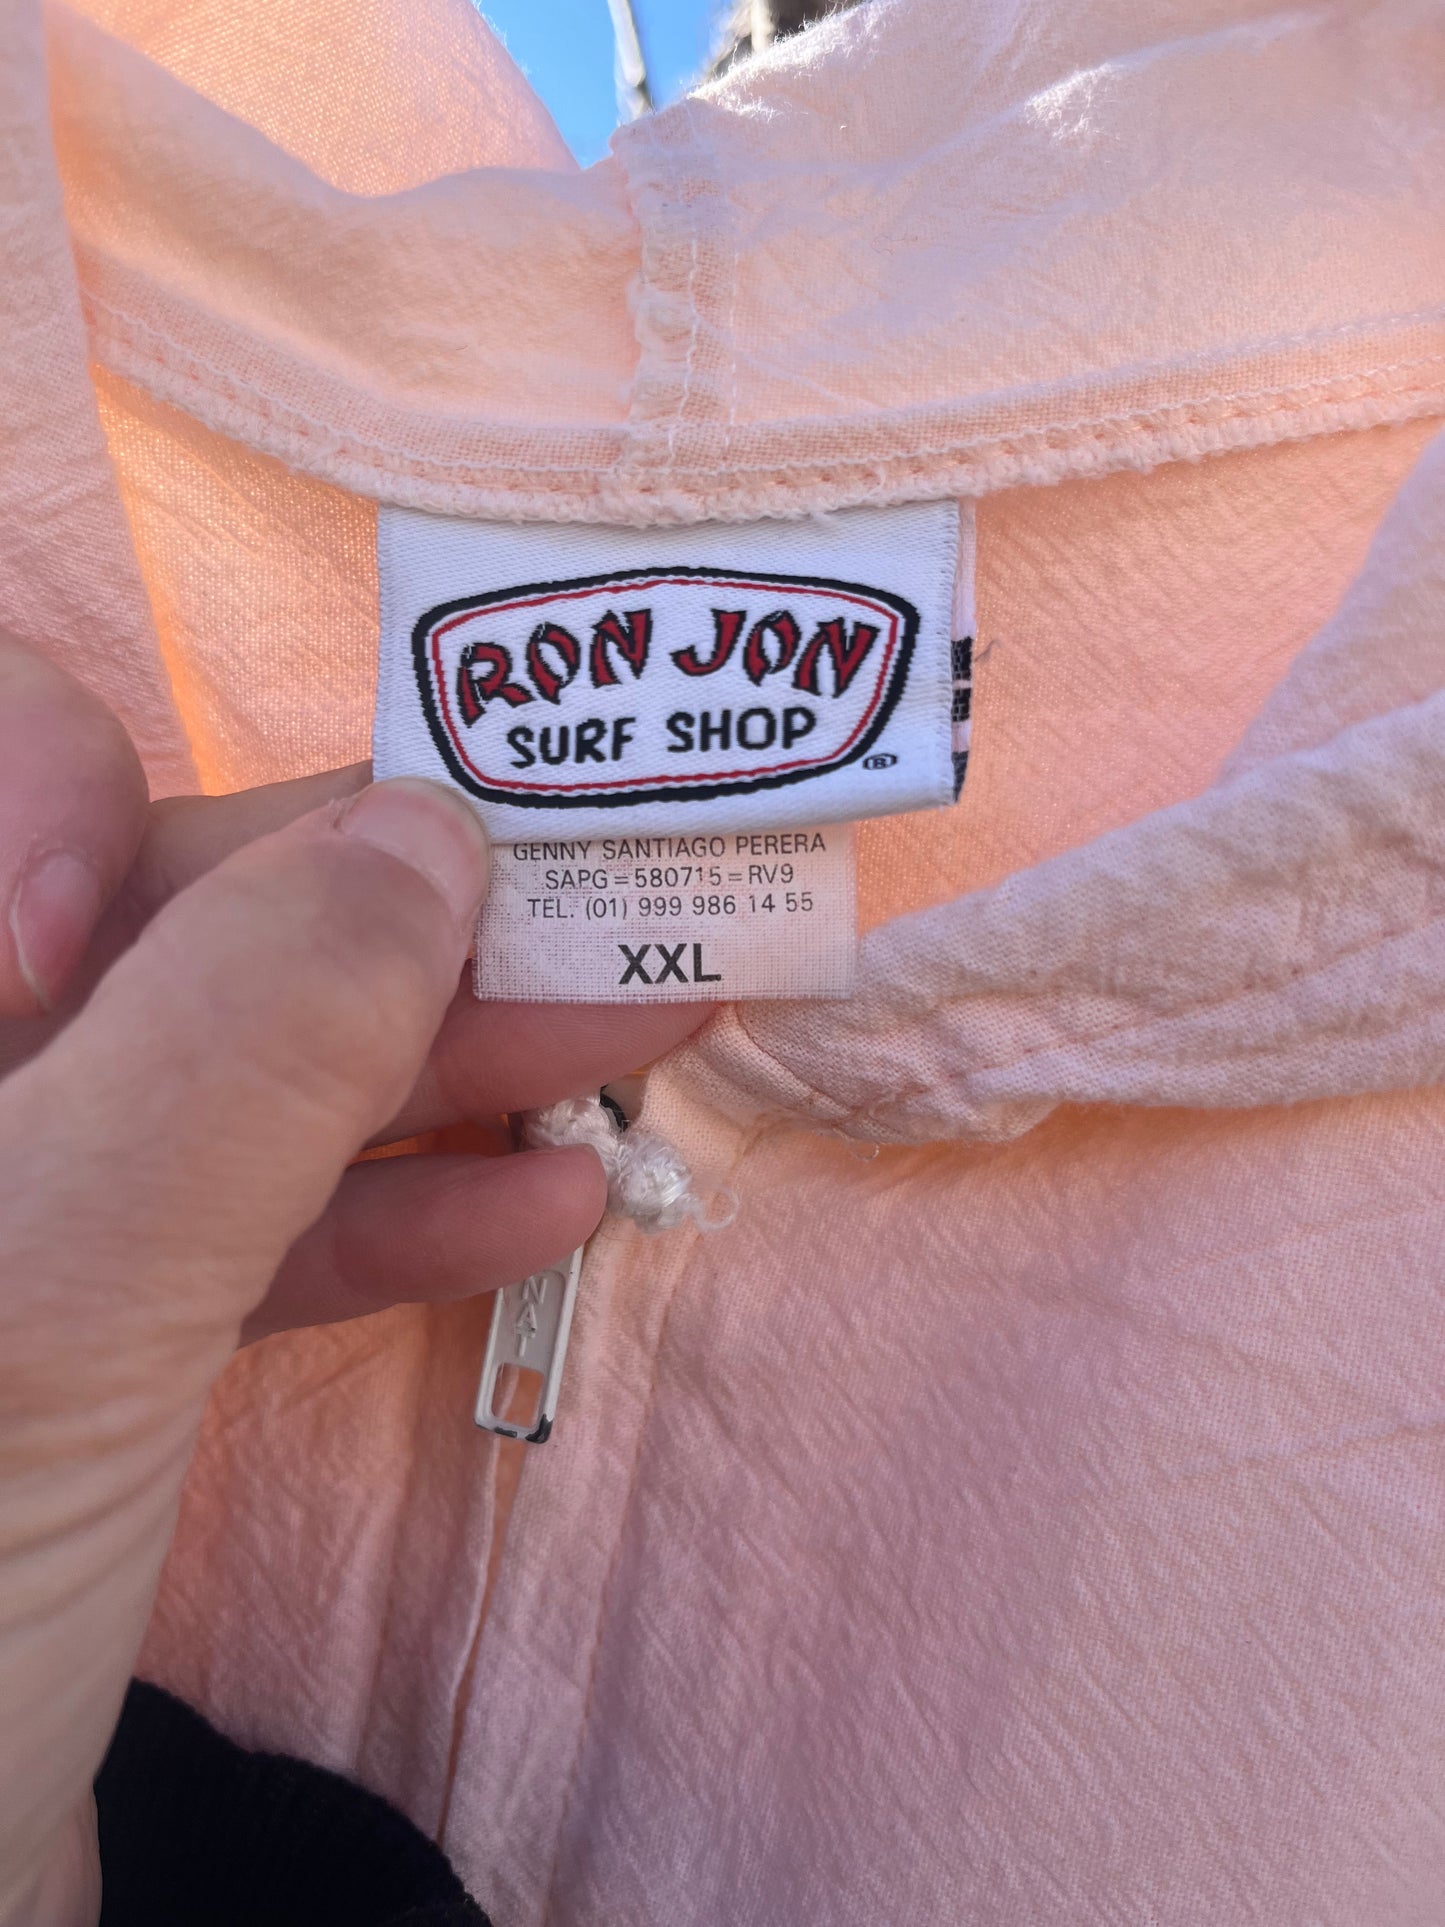 RON JON
SURF SHOP
®
GENNY SANTIAGO PERERA
SAPG=580715=RV9
TEL. (01) 999 986 14 55
XXL